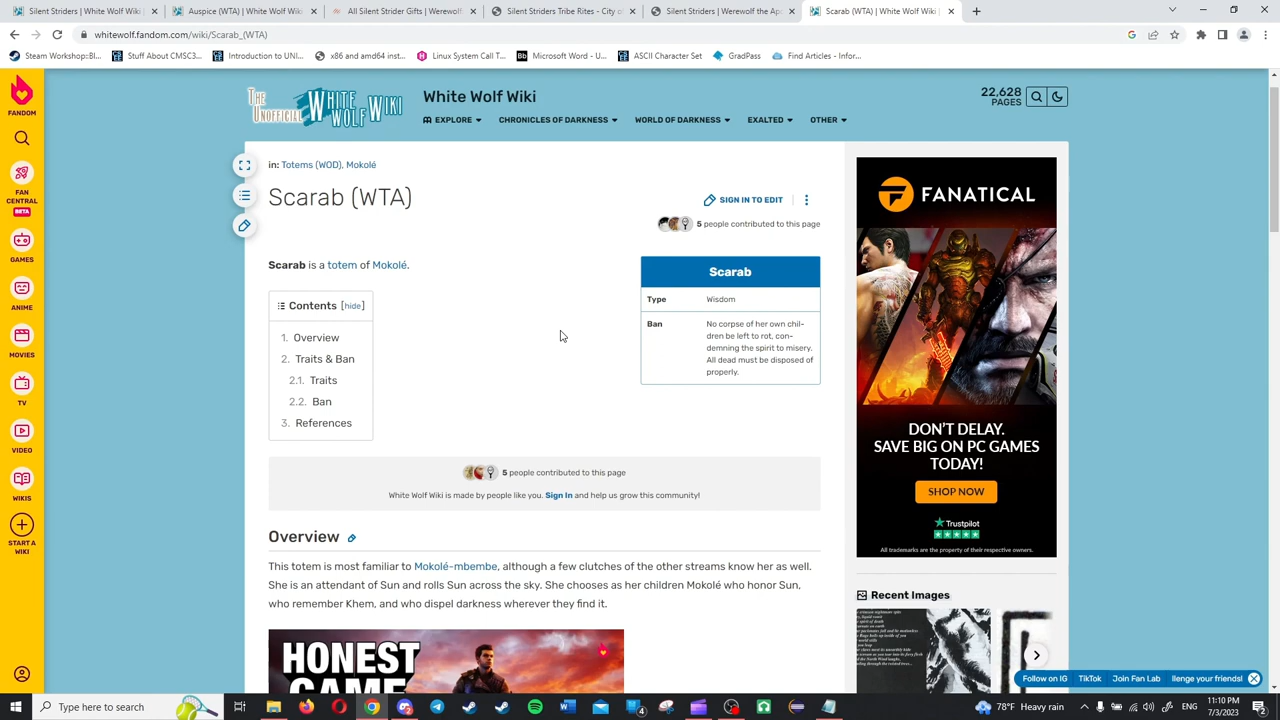 Silent Striders | Werewolf th
Auspice (WTA) | White Wolf W
Silent Striders Gifts - Werewolf
Silent Striders Tribe Rites - City o
Silent Striders | Werewolf the
Scarab (WTA) | White Wolf Wiki
whitewolf.fandom.com/wiki/Scarab_(WTA)
Steam Workshop::Bl...
Stuff About CMSC3...
Introduction to UNI...
x86 and amd64 inst...
Linux System Call T...
Microsoft Word - U...
ASCII Character Set
GradPass
Find Articles - Infor...
FANDOM
FAN CENTRAL
BETA
GAMES
ANIME
MOVIES
TV
VIDEO
WIKIS
START A WIKI
THE UNOFFICIAL WHITE WOLF WIKI
White Wolf Wiki
22,628
PAGES
EXPLORE
CHRONICLES OF DARKNESS
WORLD OF DARKNESS
EXALTED
OTHER
in: Totems (WOD), Mokolé
Scarab (WTA)
SIGN IN TO EDIT
5 people contributed to this page
Scarab is a totem of Mokolé.
Contents [hide]
1. Overview
2. Traits & Ban
2.1. Traits
2.2. Ban
3. References
Scarab
Type Wisdom
Ban No corpse of her own chil-
dren be left to rot, con-
demning the spirit to misery.
All dead must be disposed of
properly.
5 people contributed to this page
White Wolf Wiki is made by people like you. Sign In and help us grow this community!
Overview
This totem is familiar to Mokolé-mbembe, although a few clutches of the other streams know her as well.
She is an attendant of Sun and rolls Sun across the sky. She chooses as her children Mokolé who honor Sun,
who remember Khem, and who dispel darkness wherever they find it.
HONEST
FANATICAL
DON'T DELAY.
SAVE BIG ON PC GAMES
TODAY!
SHOP NOW
Trustpilot
All trademarks are the property of their respective owners.
Recent Images
Follow on IG
TikTok
Join Fan Lab
llenge your friends!
Type here to search
78°F Heavy rain
ENG
11:10 PM
7/3/2023